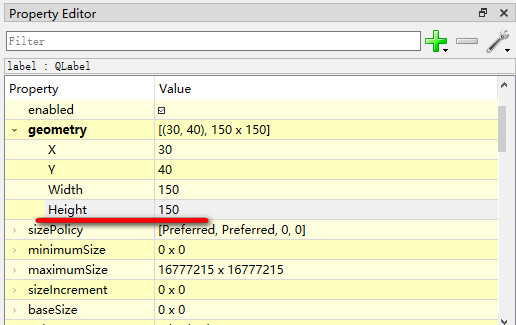 Property Editor
Filter
label : QLabel
Property Value
enabled
geometry [(30, 40), 150 x 150]
X 30
Y 40
Width 150
Height 150
sizePolicy [Preferred, Preferred, 0, 0]
minimumSize 0 x 0
maximumSize 16777215 x 16777215
sizeIncrement 0 x 0
baseSize 0 x 0